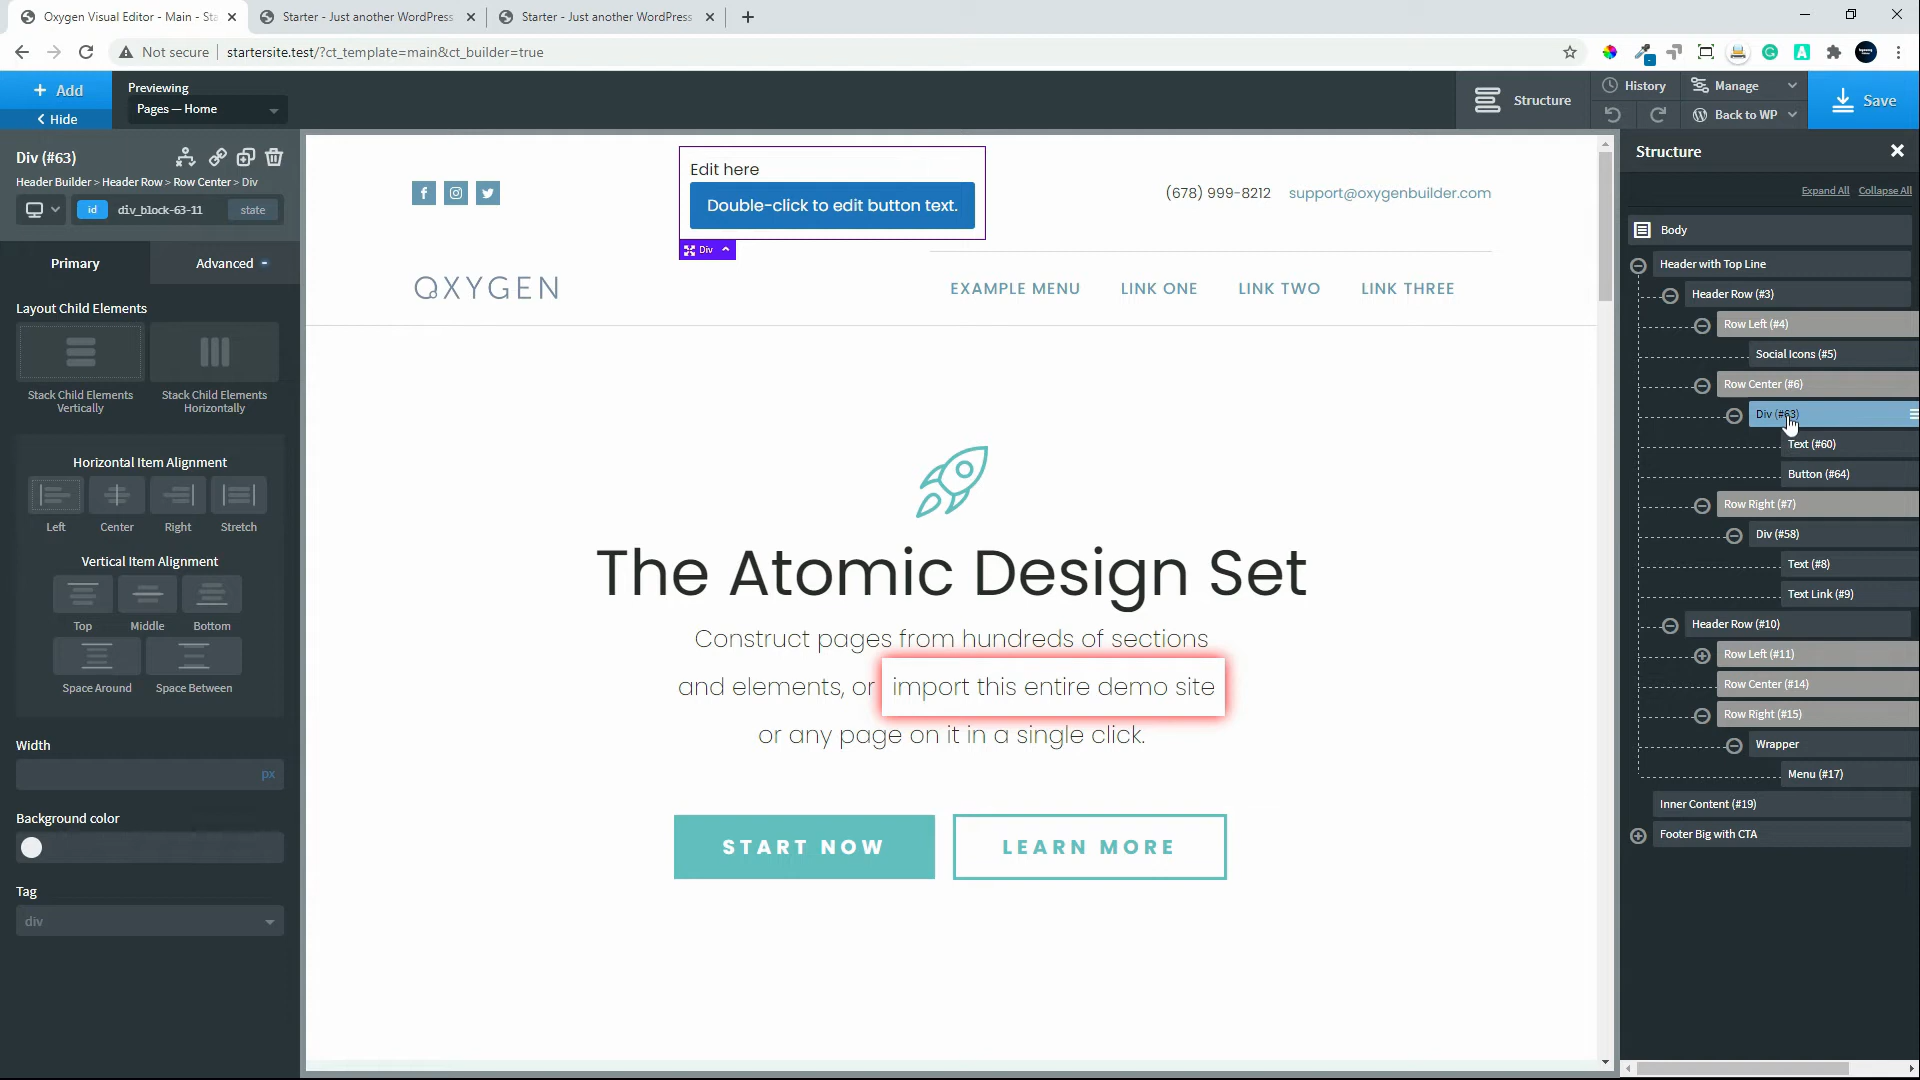 Oxygen Visual Editor - Main - Sta
Starter - Just another WordPress
Starter - Just another WordPress
Not secure
startersite.test/?ct_template=main&ct_builder=true
+ Add
Hide
Previewing
Pages — Home
Structure
History
Manage
Back to WP
Save
Div (#63)
Header Builder > Header Row > Row Center > Div
id
div_block-63-11
state
Primary
Advanced
Layout Child Elements
Stack Child Elements
Vertically
Stack Child Elements
Horizontally
Horizontal Item Alignment
Left
Center
Right
Stretch
Vertical Item Alignment
Top
Middle
Bottom
Space Around
Space Between
Width
px
Background color
Tag
div
Edit here
Double-click to edit button text.
Div
(678) 999-8212
support@oxygenbuilder.com
OXYGEN
EXAMPLE MENU
LINK ONE
LINK TWO
LINK THREE
The Atomic Design Set
Construct pages from hundreds of sections
and elements, or import this entire demo site
or any page on it in a single click.
START NOW
LEARN MORE
Structure
Expand All
Collapse All
Body
Header with Top Line
Header Row (#3)
Row Left (#4)
Social Icons (#5)
Row Center (#6)
Div (#63)
Text (#60)
Button (#64)
Row Right (#7)
Div (#58)
Text (#8)
Text Link (#9)
Header Row (#10)
Row Left (#11)
Row Center (#14)
Row Right (#15)
Wrapper
Menu (#17)
Inner Content (#19)
Footer Big with CTA